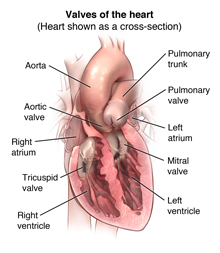 Valves of the heart
(Heart shown as a cross-section)
Aorta
Pulmonary
trunk
Aortic
valve
Pulmonary
valve
Right
atrium
Left
atrium
Tricuspid
valve
Mitral
valve
Right
ventricle
Left
ventricle